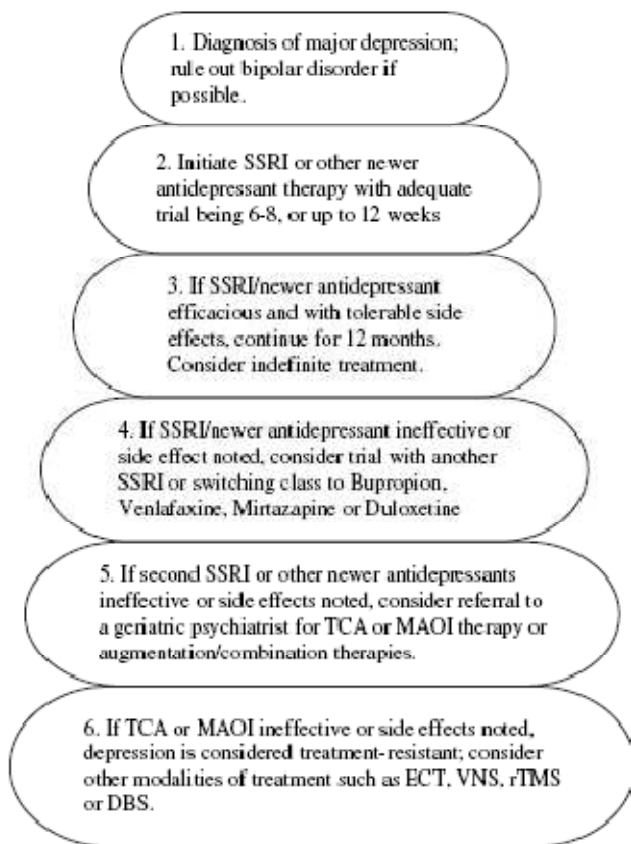 1. Diagnosis of major depression;
rule out bipolar disorder if
possible.
2. Initiate SSRI or other newer
antidepressant therapy with adequate
trial being 6-8, or up to 12 weeks
3. If SSRI/newer antidepressant
efficacious and with tolerable side
effects, continue for 12 months.
Consider indefinite treatment.
4. If SSRI/newer antidepressant ineffective or
side effect noted, consider trial with another
SSRI or switching class to Bupropion,
Venlafaxine, Mirtazapine or Duloxetine
5. If second SSRI or other newer antidepressants
ineffective or side effects noted, consider referral to
a geriatric psychiatrist for TCA or MAOI therapy or
augmentation/combination therapies.
6. If TCA or MAOI ineffective or side effects noted,
depression is considered treatment-resistant; consider
other modalities of treatment such as ECT, VNS, rTMS
or DBS.